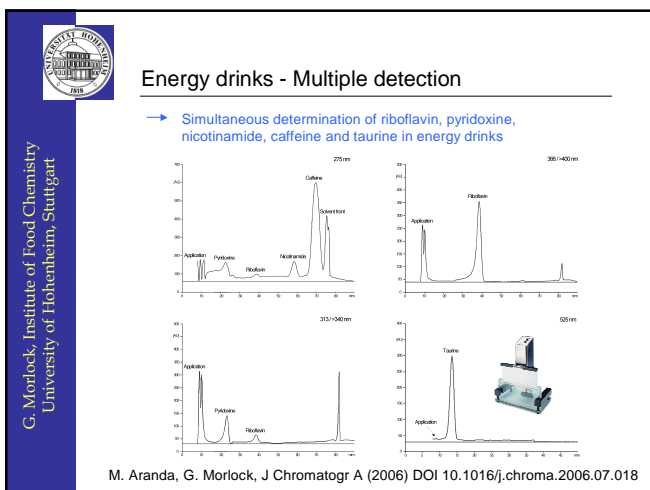 UNIVERSITÄT HOHENHEIM
1818
G. Morlock, Institute of Food Chemistry
University of Hohenheim, Stuttgart
Energy drinks - Multiple detection
→ Simultaneous determination of riboflavin, pyridoxine,
nicotinamide, caffeine and taurine in energy drinks
275 nm
Caffeine
Solvent front
Application
Pyridoxine
Riboflavin
Nicotinamide
366 / >400 nm
Application
Riboflavin
313 / >340 nm
Application
Pyridoxine
Riboflavin
525 nm
Taurine
Application
M. Aranda, G. Morlock, J Chromatogr A (2006) DOI 10.1016/j.chroma.2006.07.018